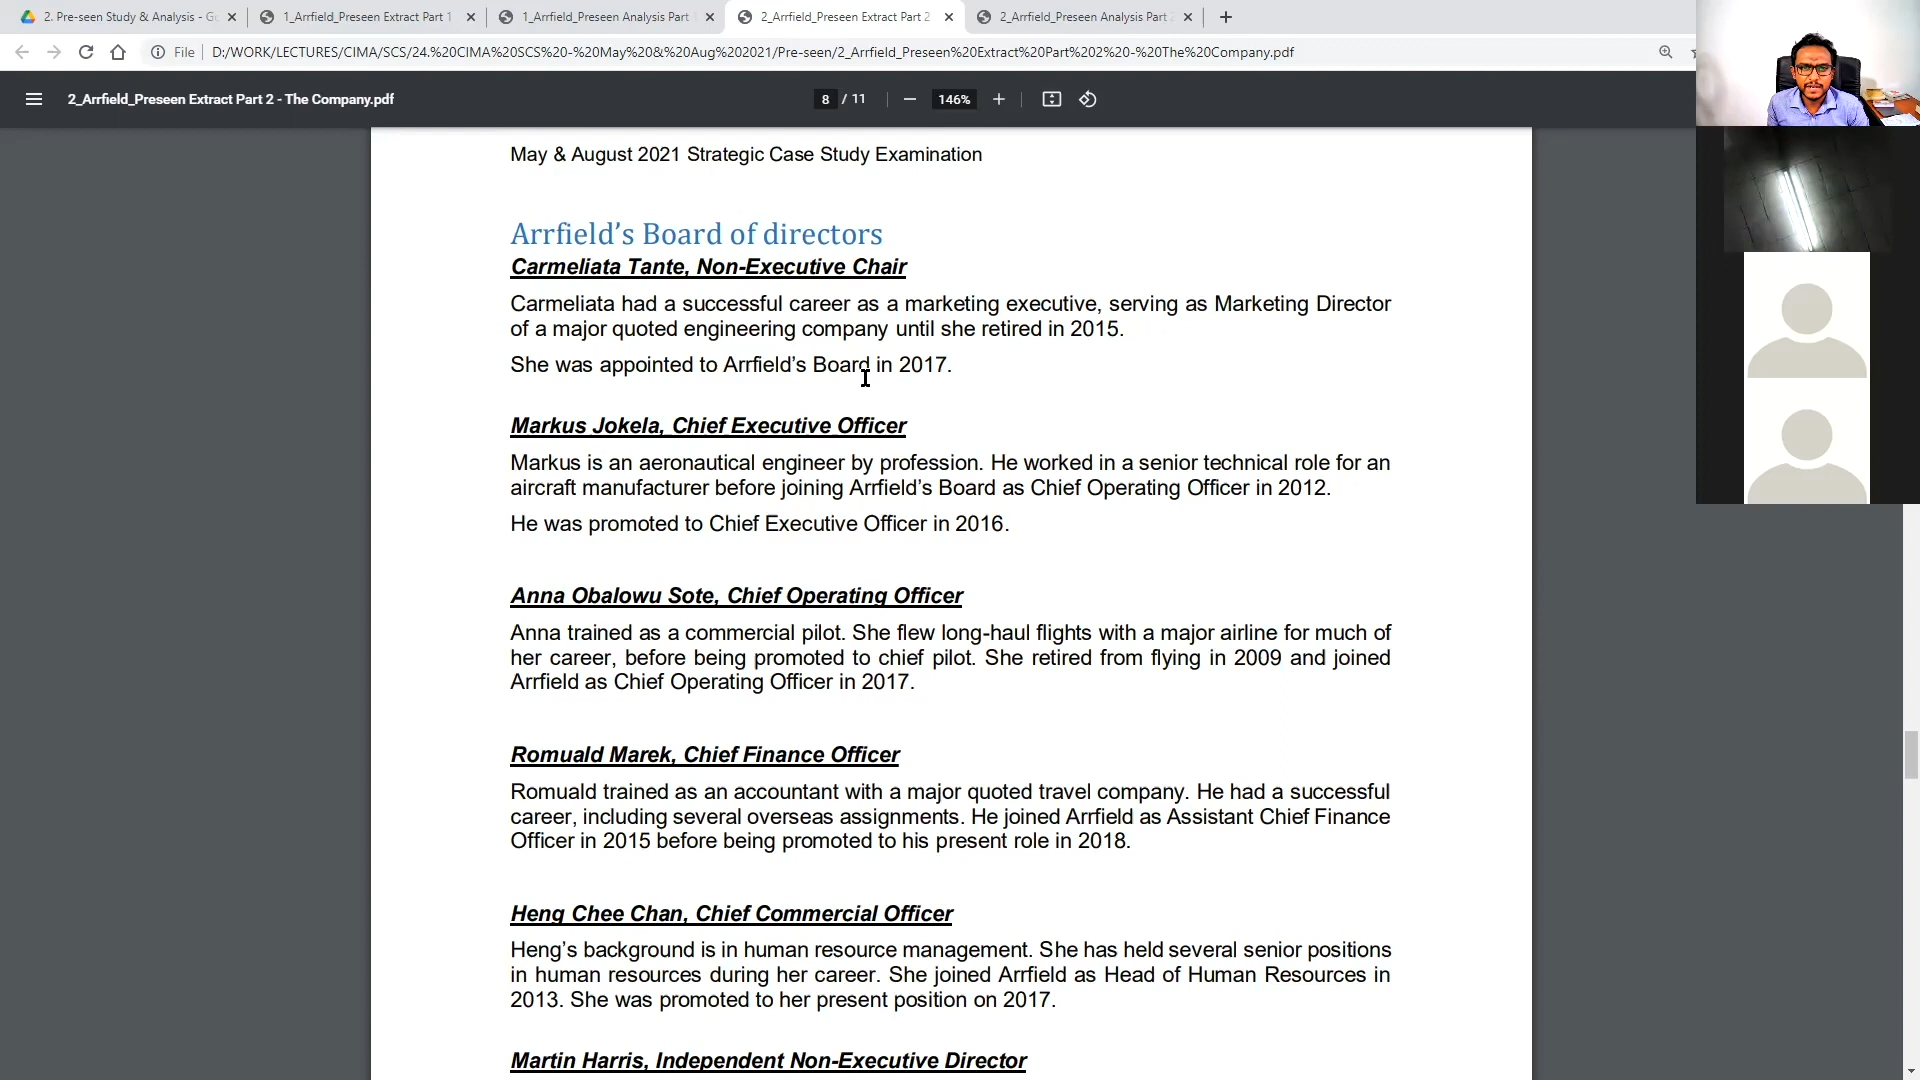 2. Pre-seen Study & Analysis - Go
1_Arrfield_Preseen Extract Part 1
1_Arrfield_Preseen Analysis Part 1
2_Arrfield_Preseen Extract Part 2
2_Arrfield_Preseen Analysis Part 2
File
D:/WORK/LECTURES/CIMA/SCS/24.%20CIMA%20SCS%20-%20May%20&%20Aug%202021/Pre-seen/2_Arrfield_Preseen%20Extract%20Part%202%20-%20The%20Company.pdf
2_Arrfield_Preseen Extract Part 2 - The Company.pdf
8 / 11
146%
May & August 2021 Strategic Case Study Examination
Arrfield’s Board of directors
Carmeliata Tante, Non-Executive Chair
Carmeliata had a successful career as a marketing executive, serving as Marketing Director
of a major quoted engineering company until she retired in 2015.
She was appointed to Arrfield’s Board in 2017.
Markus Jokela, Chief Executive Officer
Markus is an aeronautical engineer by profession. He worked in a senior technical role for an
aircraft manufacturer before joining Arrfield’s Board as Chief Operating Officer in 2012.
He was promoted to Chief Executive Officer in 2016.
Anna Obalowu Sote, Chief Operating Officer
Anna trained as a commercial pilot. She flew long-haul flights with a major airline for much of
her career, before being promoted to chief pilot. She retired from flying in 2009 and joined
Arrfield as Chief Operating Officer in 2017.
Romuald Marek, Chief Finance Officer
Romuald trained as an accountant with a major quoted travel company. He had a successful
career, including several overseas assignments. He joined Arrfield as Assistant Chief Finance
Officer in 2015 before being promoted to his present role in 2018.
Heng Chee Chan, Chief Commercial Officer
Heng’s background is in human resource management. She has held several senior positions
in human resources during her career. She joined Arrfield as Head of Human Resources in
2013. She was promoted to her present position on 2017.
Martin Harris, Independent Non-Executive Director